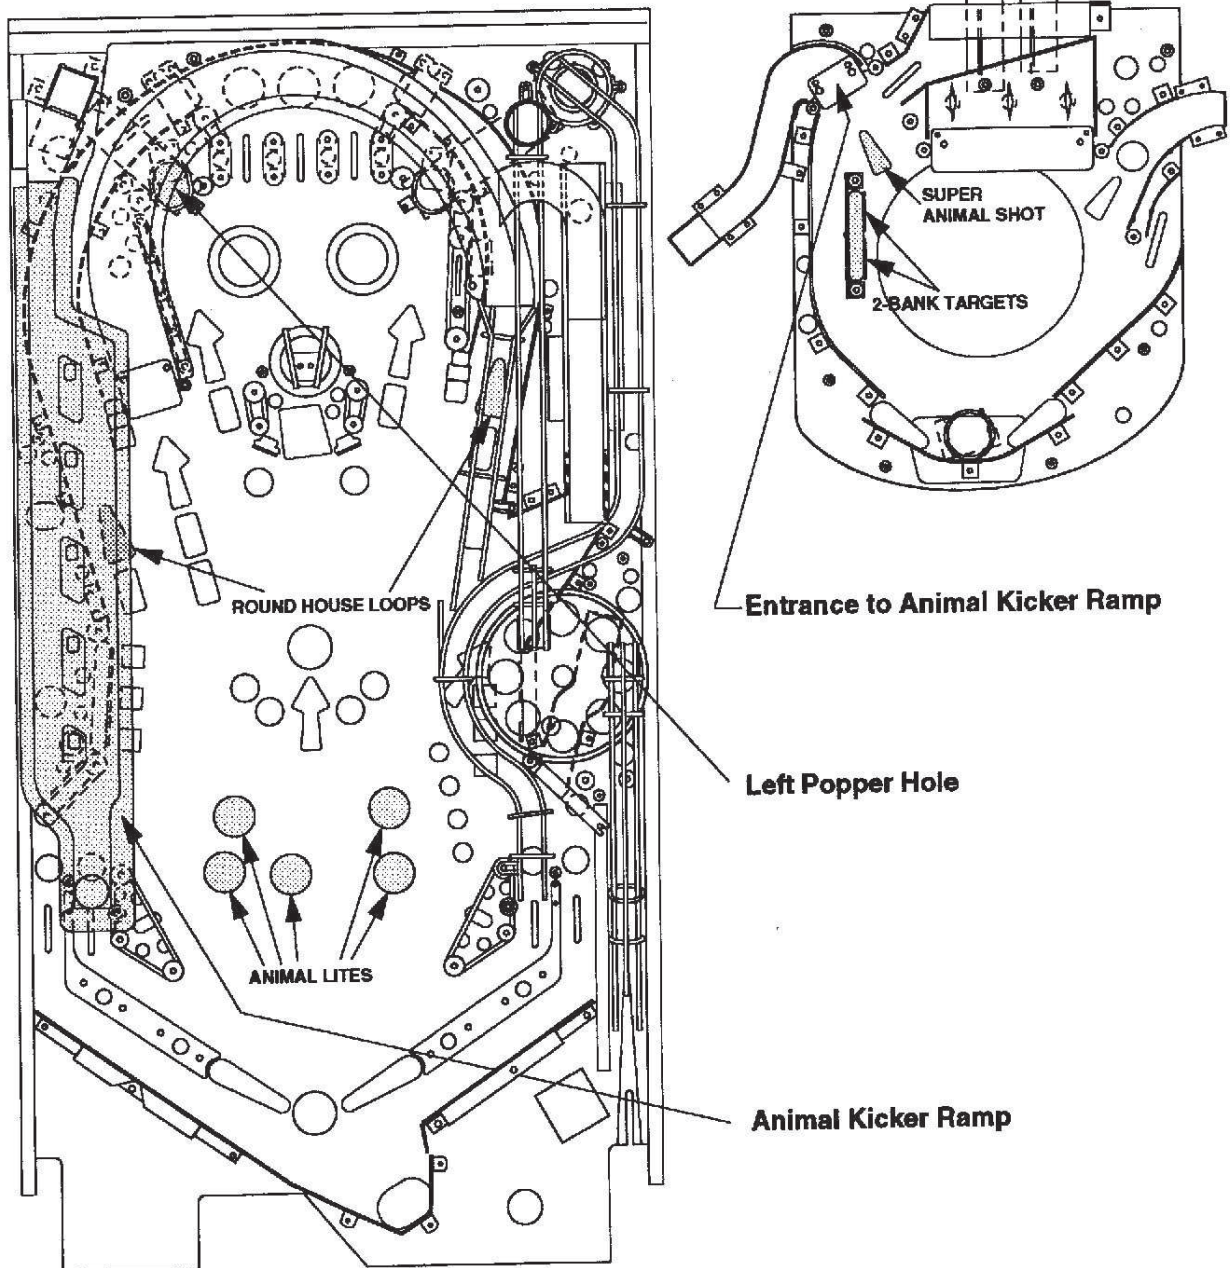 SUPER
ANIMAL SHOT
2-BANK TARGETS
Entrance to Animal Kicker Ramp
ROUND HOUSE LOOPS
Left Popper Hole
ANIMAL LITES
Animal Kicker Ramp